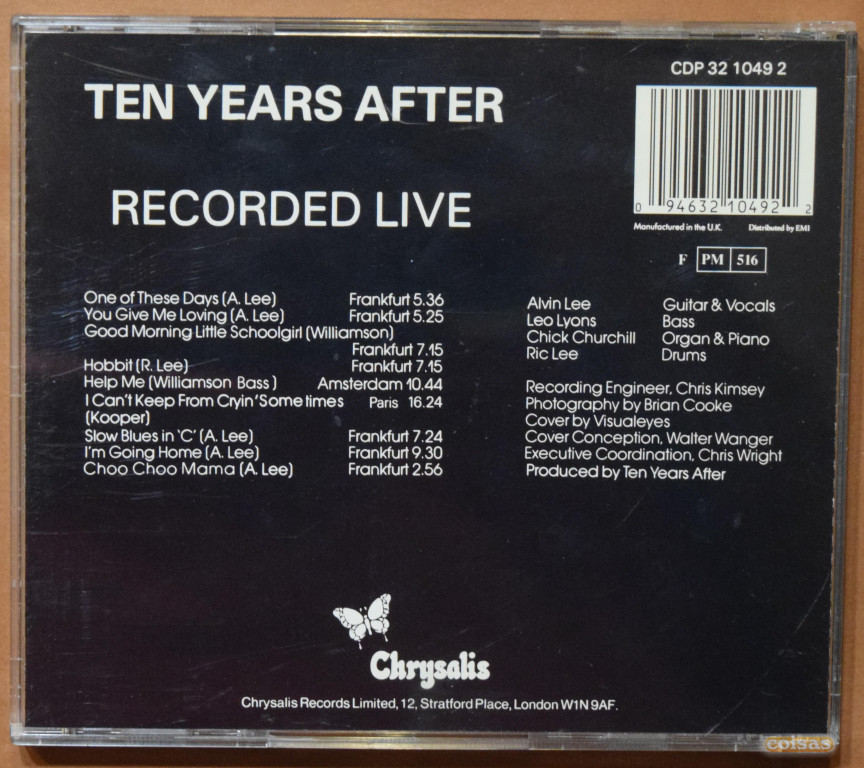 CDP 32 1049 2
TEN YEARS AFTER
RECORDED LIVE
0 94632 10492 2
Manufactured in the U.K. Distributed by EMI
F PM 516
One of These Days (A. Lee) Frankfurt 5.36
You Give Me Loving (A. Lee) Frankfurt 5.25
Good Morning Little Schoolgirl (Williamson)
Frankfurt 7.15
Hobbit (R. Lee) Frankfurt 7.15
Help Me (Williamson Bass ) Amsterdam 10.44
I Can't Keep From Cryin' Sometimes Paris 16.24
(Kooper)
Slow Blues in 'C' (A. Lee) Frankfurt 7.24
I'm Going Home (A. Lee) Frankfurt 9.30
Choo Choo Mama (A. Lee) Frankfurt 2.56
Alvin Lee Guitar & Vocals
Leo Lyons Bass
Chick Churchill Organ & Piano
Ric Lee Drums
Recording Engineer, Chris Kimsey
Photography by Brian Cooke
Cover by Visualeyes
Cover Conception, Walter Wanger
Executive Coordination, Chris Wright
Produced by Ten Years After
Chrysalis
Chrysalis Records Limited, 12, Stratford Place, London W1N 9AF.
coisas